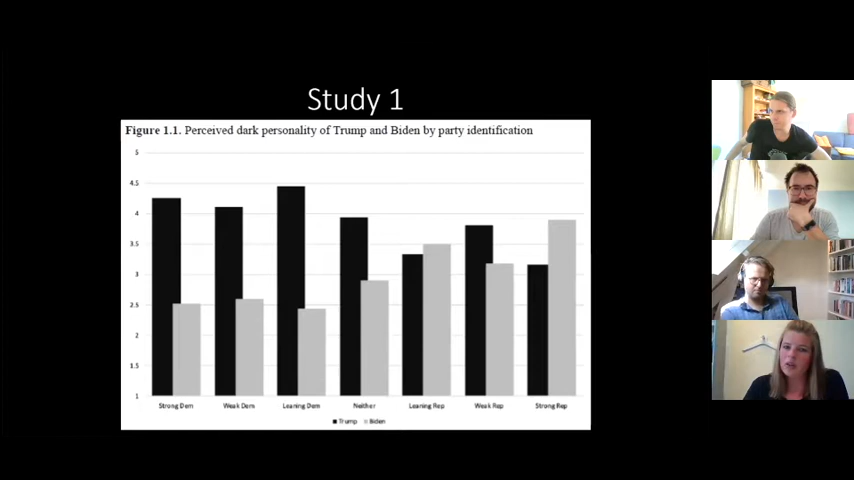 Study 1
Figure 1.1. Perceived dark personality of Trump and Biden by party identification
5
4.5
4
3.5
3
2.5
2
1.5
1
Strong Dem Weak Dem Leaning Dem Neither Leaning Rep Weak Rep Strong Rep
Trump Biden